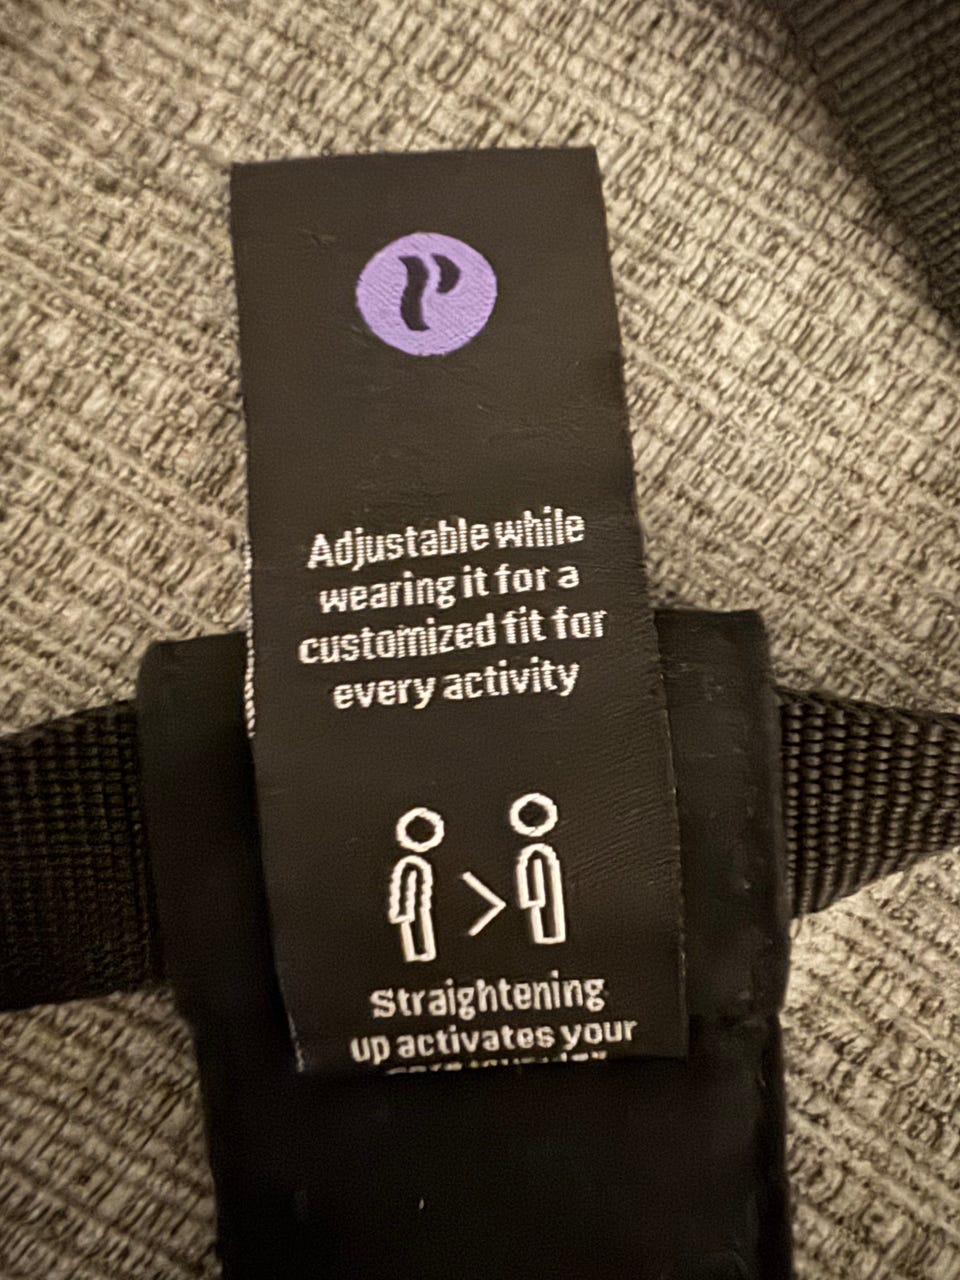 Adjustable while
wearing it for a
customized fit for
every activity
>
Straightening
up activates your